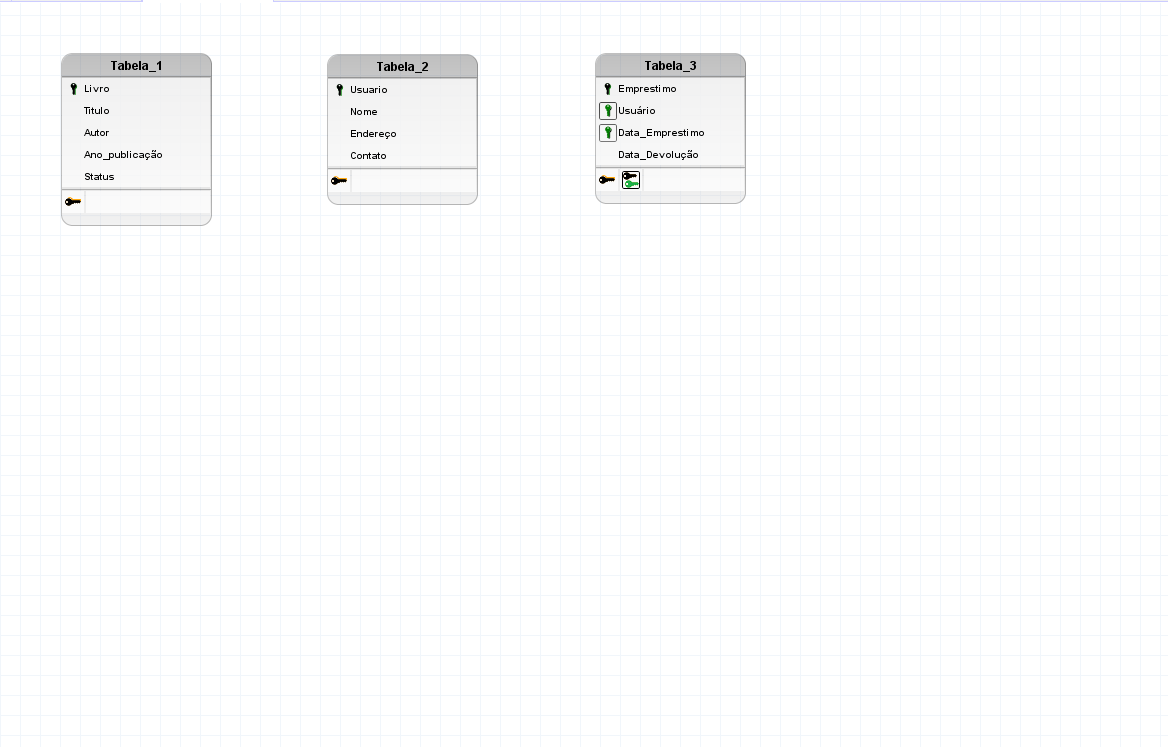 Tabela_1
Livro
Titulo
Autor
Ano_publicação
Status
Tabela_2
Usuario
Nome
Endereço
Contato
Tabela_3
Emprestimo
Usuário
Data_Emprestimo
Data_Devolução